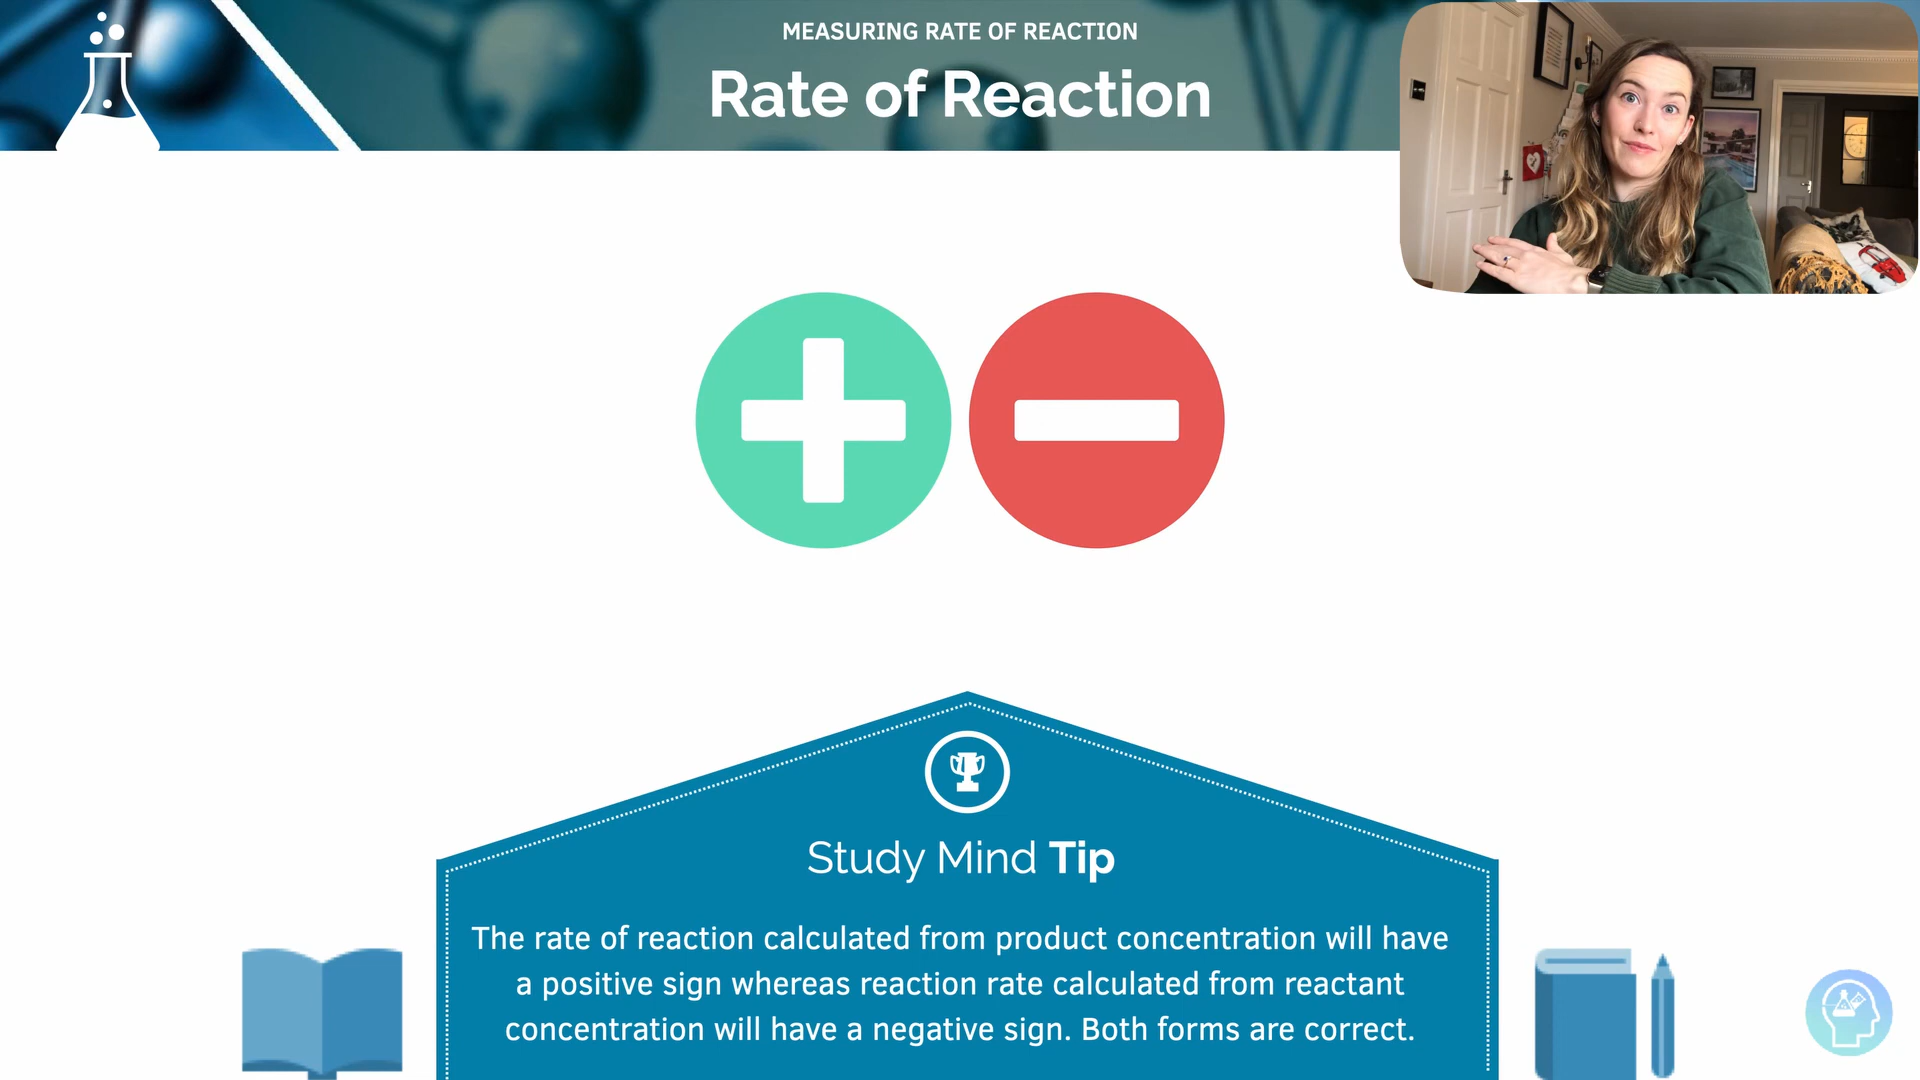 MEASURING RATE OF REACTION
Rate of Reaction
Study Mind Tip
The rate of reaction calculated from product concentration will have
a positive sign whereas reaction rate calculated from reactant
concentration will have a negative sign. Both forms are correct.